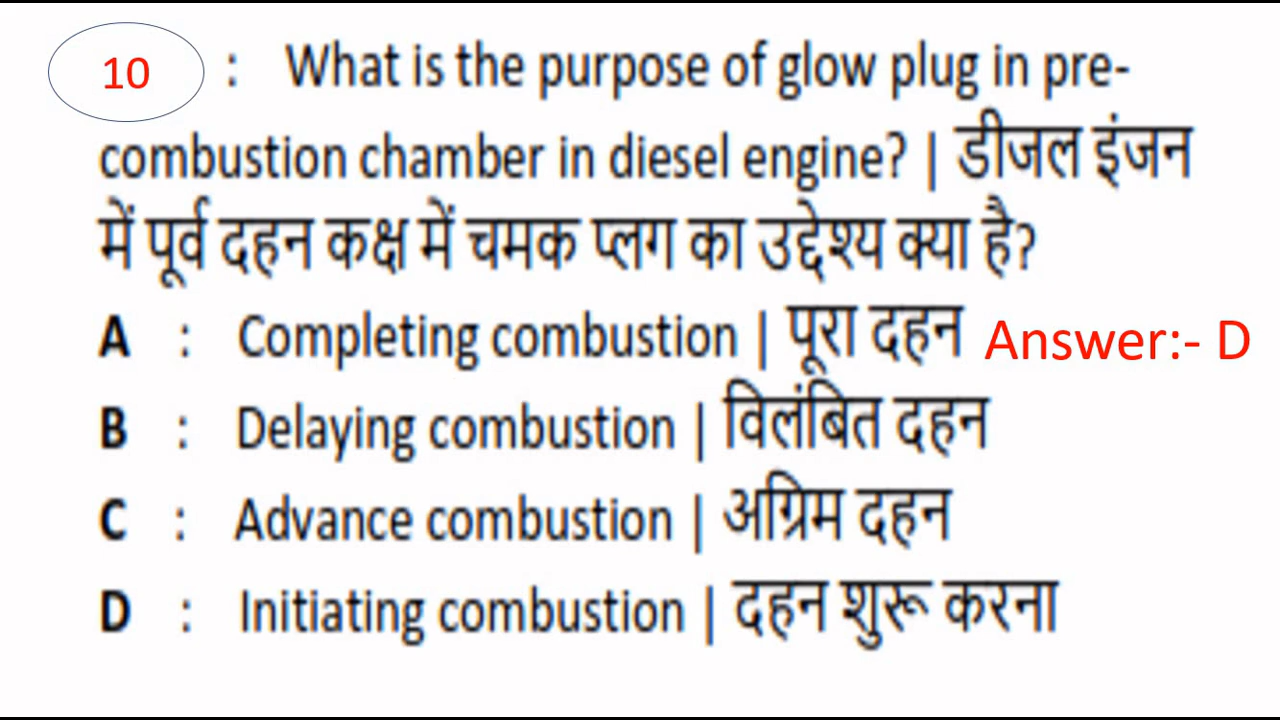 10 : What is the purpose of glow plug in pre-
combustion chamber in diesel engine? | डीजल इंजन
में पूर्व दहन कक्ष में चमक प्लग का उद्देश्य क्या है?
A : Completing combustion | पूरा दहन Answer:- D
B : Delaying combustion | विलंबित दहन
C : Advance combustion | अग्रिम दहन
D : Initiating combustion | दहन शुरू करना